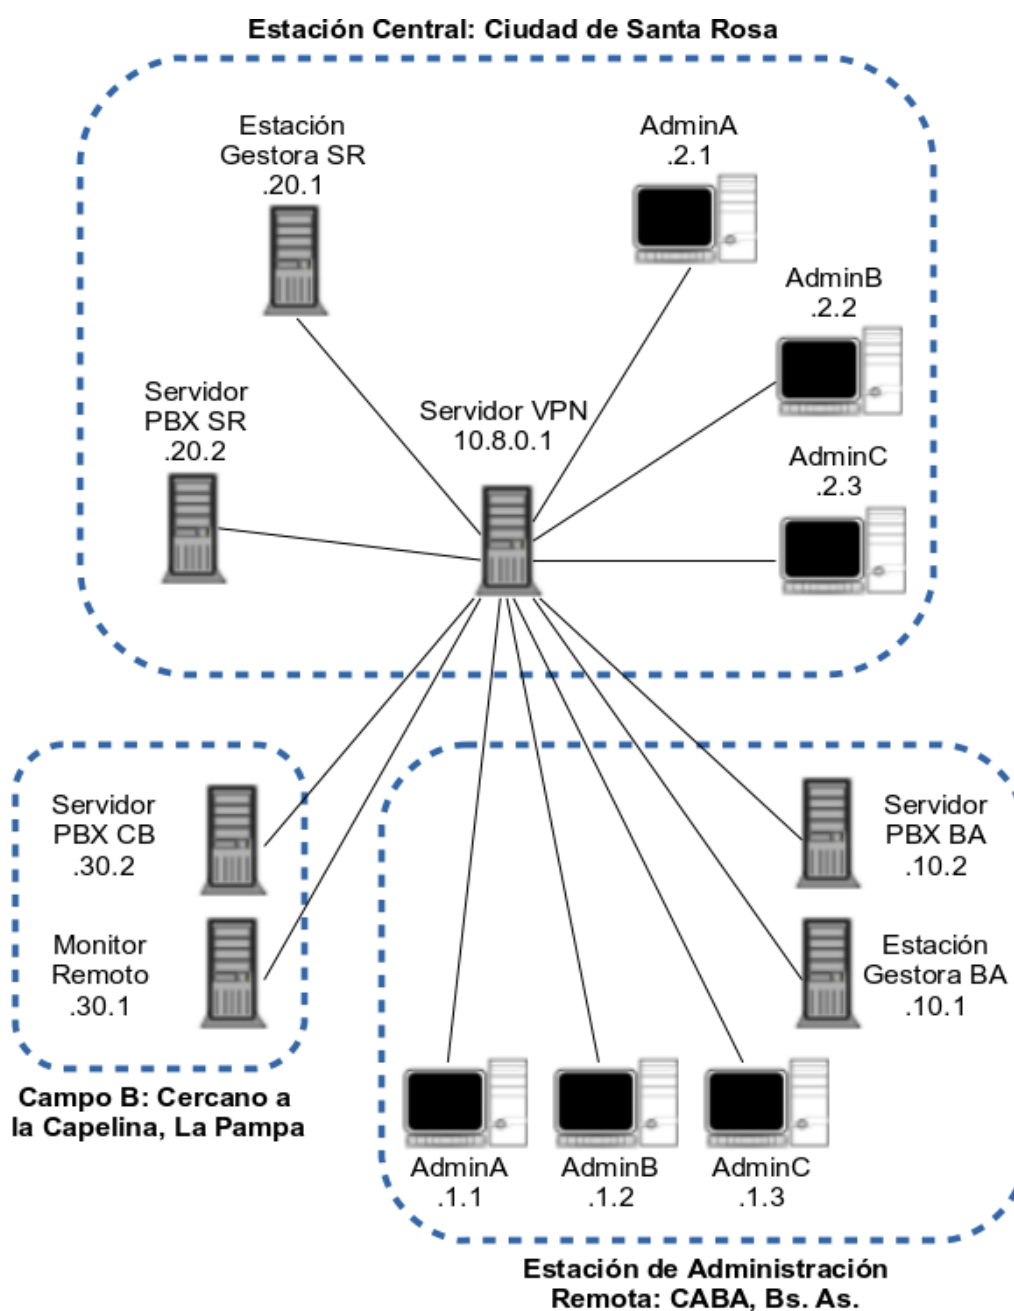 Estación Central: Ciudad de Santa Rosa
Estación
Gestora SR
.20.1
AdminA
.2.1
AdminB
.2.2
Servidor
PBX SR
.20.2
Servidor VPN
10.8.0.1
AdminC
.2.3
Servidor
PBX CB
.30.2
Monitor
Remoto
.30.1
Campo B: Cercano a
la Capelina, La Pampa
Servidor
PBX BA
.10.2
Estación
Gestora BA
.10.1
AdminA
.1.1
AdminB
.1.2
AdminC
.1.3
Estación de Administración
Remota: CABA, Bs. As.